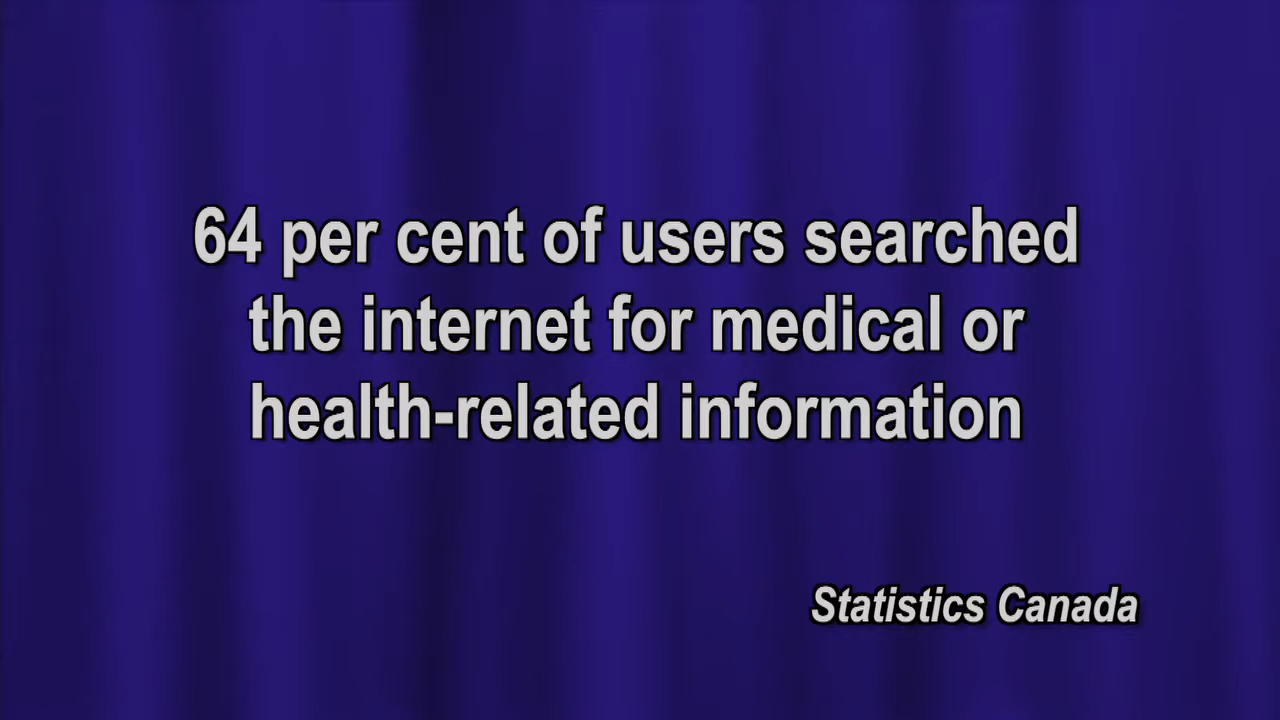 64 per cent of users searched
the internet for medical or
health-related information
Statistics Canada